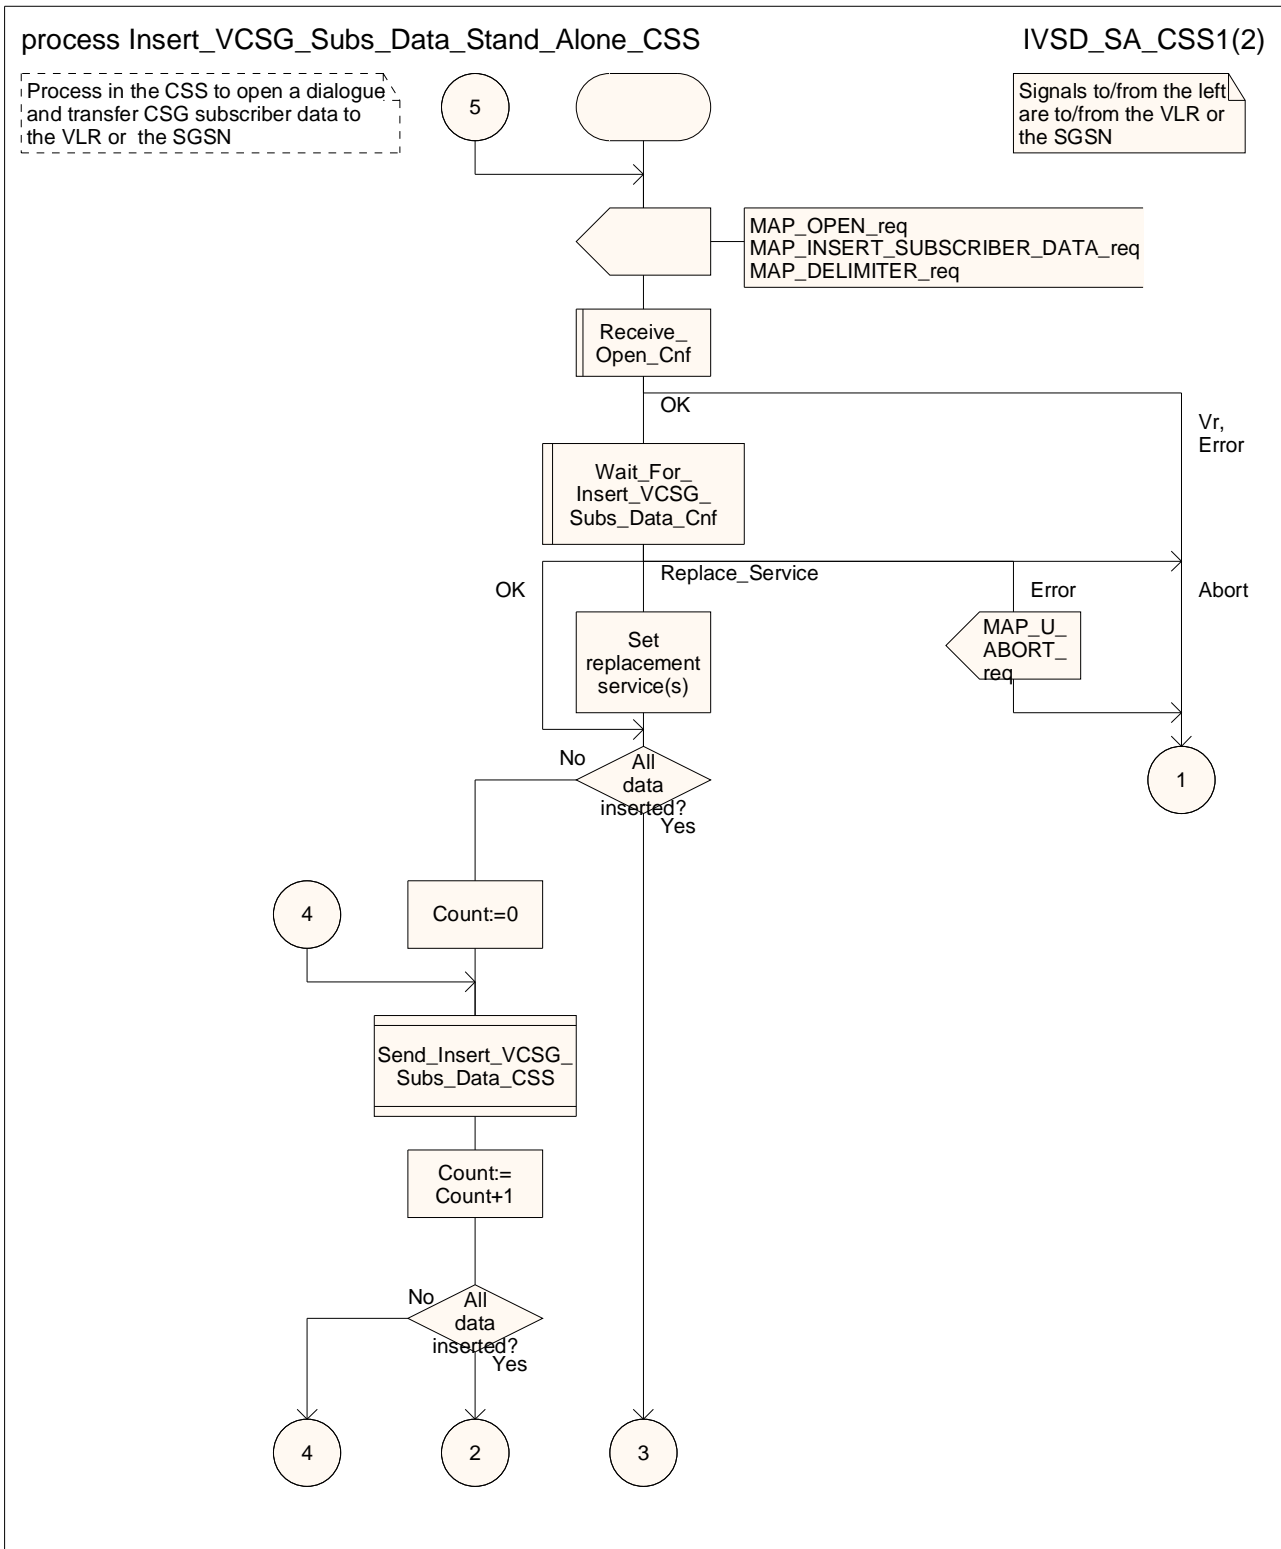 process Insert_VCSG_Subs_Data_Stand_Alone_CSS
IVSD_SA_CSS1(2)
Process in the CSS to open a dialogue
and transfer CSG subscriber data to
the VLR or  the SGSN
5
Signals to/from the left
are to/from the VLR or
the SGSN
MAP_OPEN_req
MAP_INSERT_SUBSCRIBER_DATA_req
MAP_DELIMITER_req
Receive_
Open_Cnf
OK
Vr,
Error
Wait_For_
Insert_VCSG_
Subs_Data_Cnf
OK
Replace_Service
Error
Abort
Set
replacement
service(s)
MAP_U_
ABORT_
req
No
All
data
inserted?
Yes
1
4
Count:=0
Send_Insert_VCSG_
Subs_Data_CSS
Count:=
Count+1
No
All
data
inserted?
Yes
4
2
3